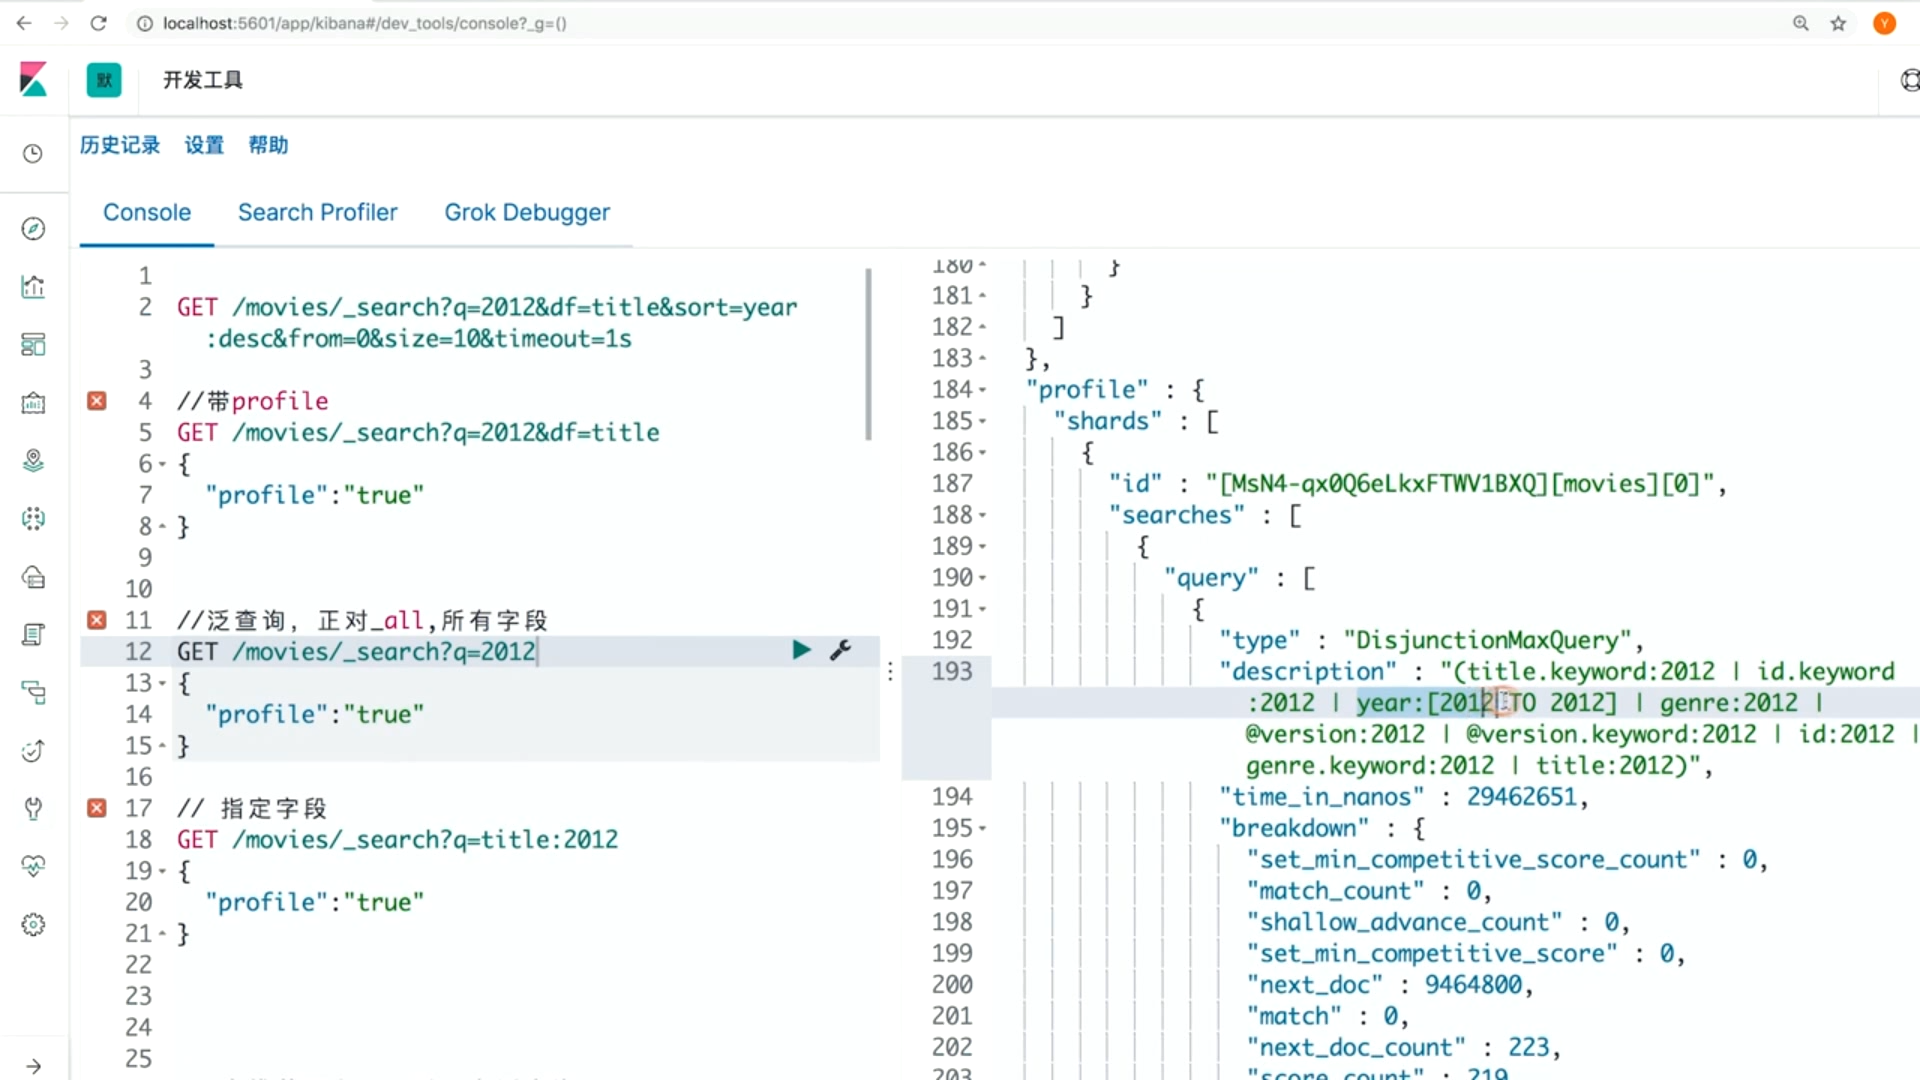 localhost:5601/app/kibana#/dev_tools/console?_g=()
Y
默
开发工具
历史记录 设置 帮助
Console Search Profiler Grok Debugger
1
2 GET /movies/_search?q=2012&df=title&sort=year
:desc&from=0&size=10&timeout=1s
3
4 //带profile
5 GET /movies/_search?q=2012&df=title
6 {
7 "profile":"true"
8 }
9
10
11 //泛查询, 正对_all,所有字段
12 GET /movies/_search?q=2012
13 {
14 "profile":"true"
15 }
16
17 // 指定字段
18 GET /movies/_search?q=title:2012
19 {
20 "profile":"true"
21 }
22
23
24
25
180 }
181 }
182 ]
183 },
184 "profile" : {
185 "shards" : [
186 {
187 "id" : "[MsN4-qx0Q6eLkxFTWV1BXQ][movies][0]",
188 "searches" : [
189 {
190 "query" : [
191 {
192 "type" : "DisjunctionMaxQuery",
193 "description" : "(title.keyword:2012 | id.keyword
:2012 | year:[2012 TO 2012] | genre:2012 |
@version:2012 | @version.keyword:2012 | id:2012 |
genre.keyword:2012 | title:2012)",
194 "time_in_nanos" : 29462651,
195 "breakdown" : {
196 "set_min_competitive_score_count" : 0,
197 "match_count" : 0,
198 "shallow_advance_count" : 0,
199 "set_min_competitive_score" : 0,
200 "next_doc" : 9464800,
201 "match" : 0,
202 "next_doc_count" : 223,
203 "score_count" : 219